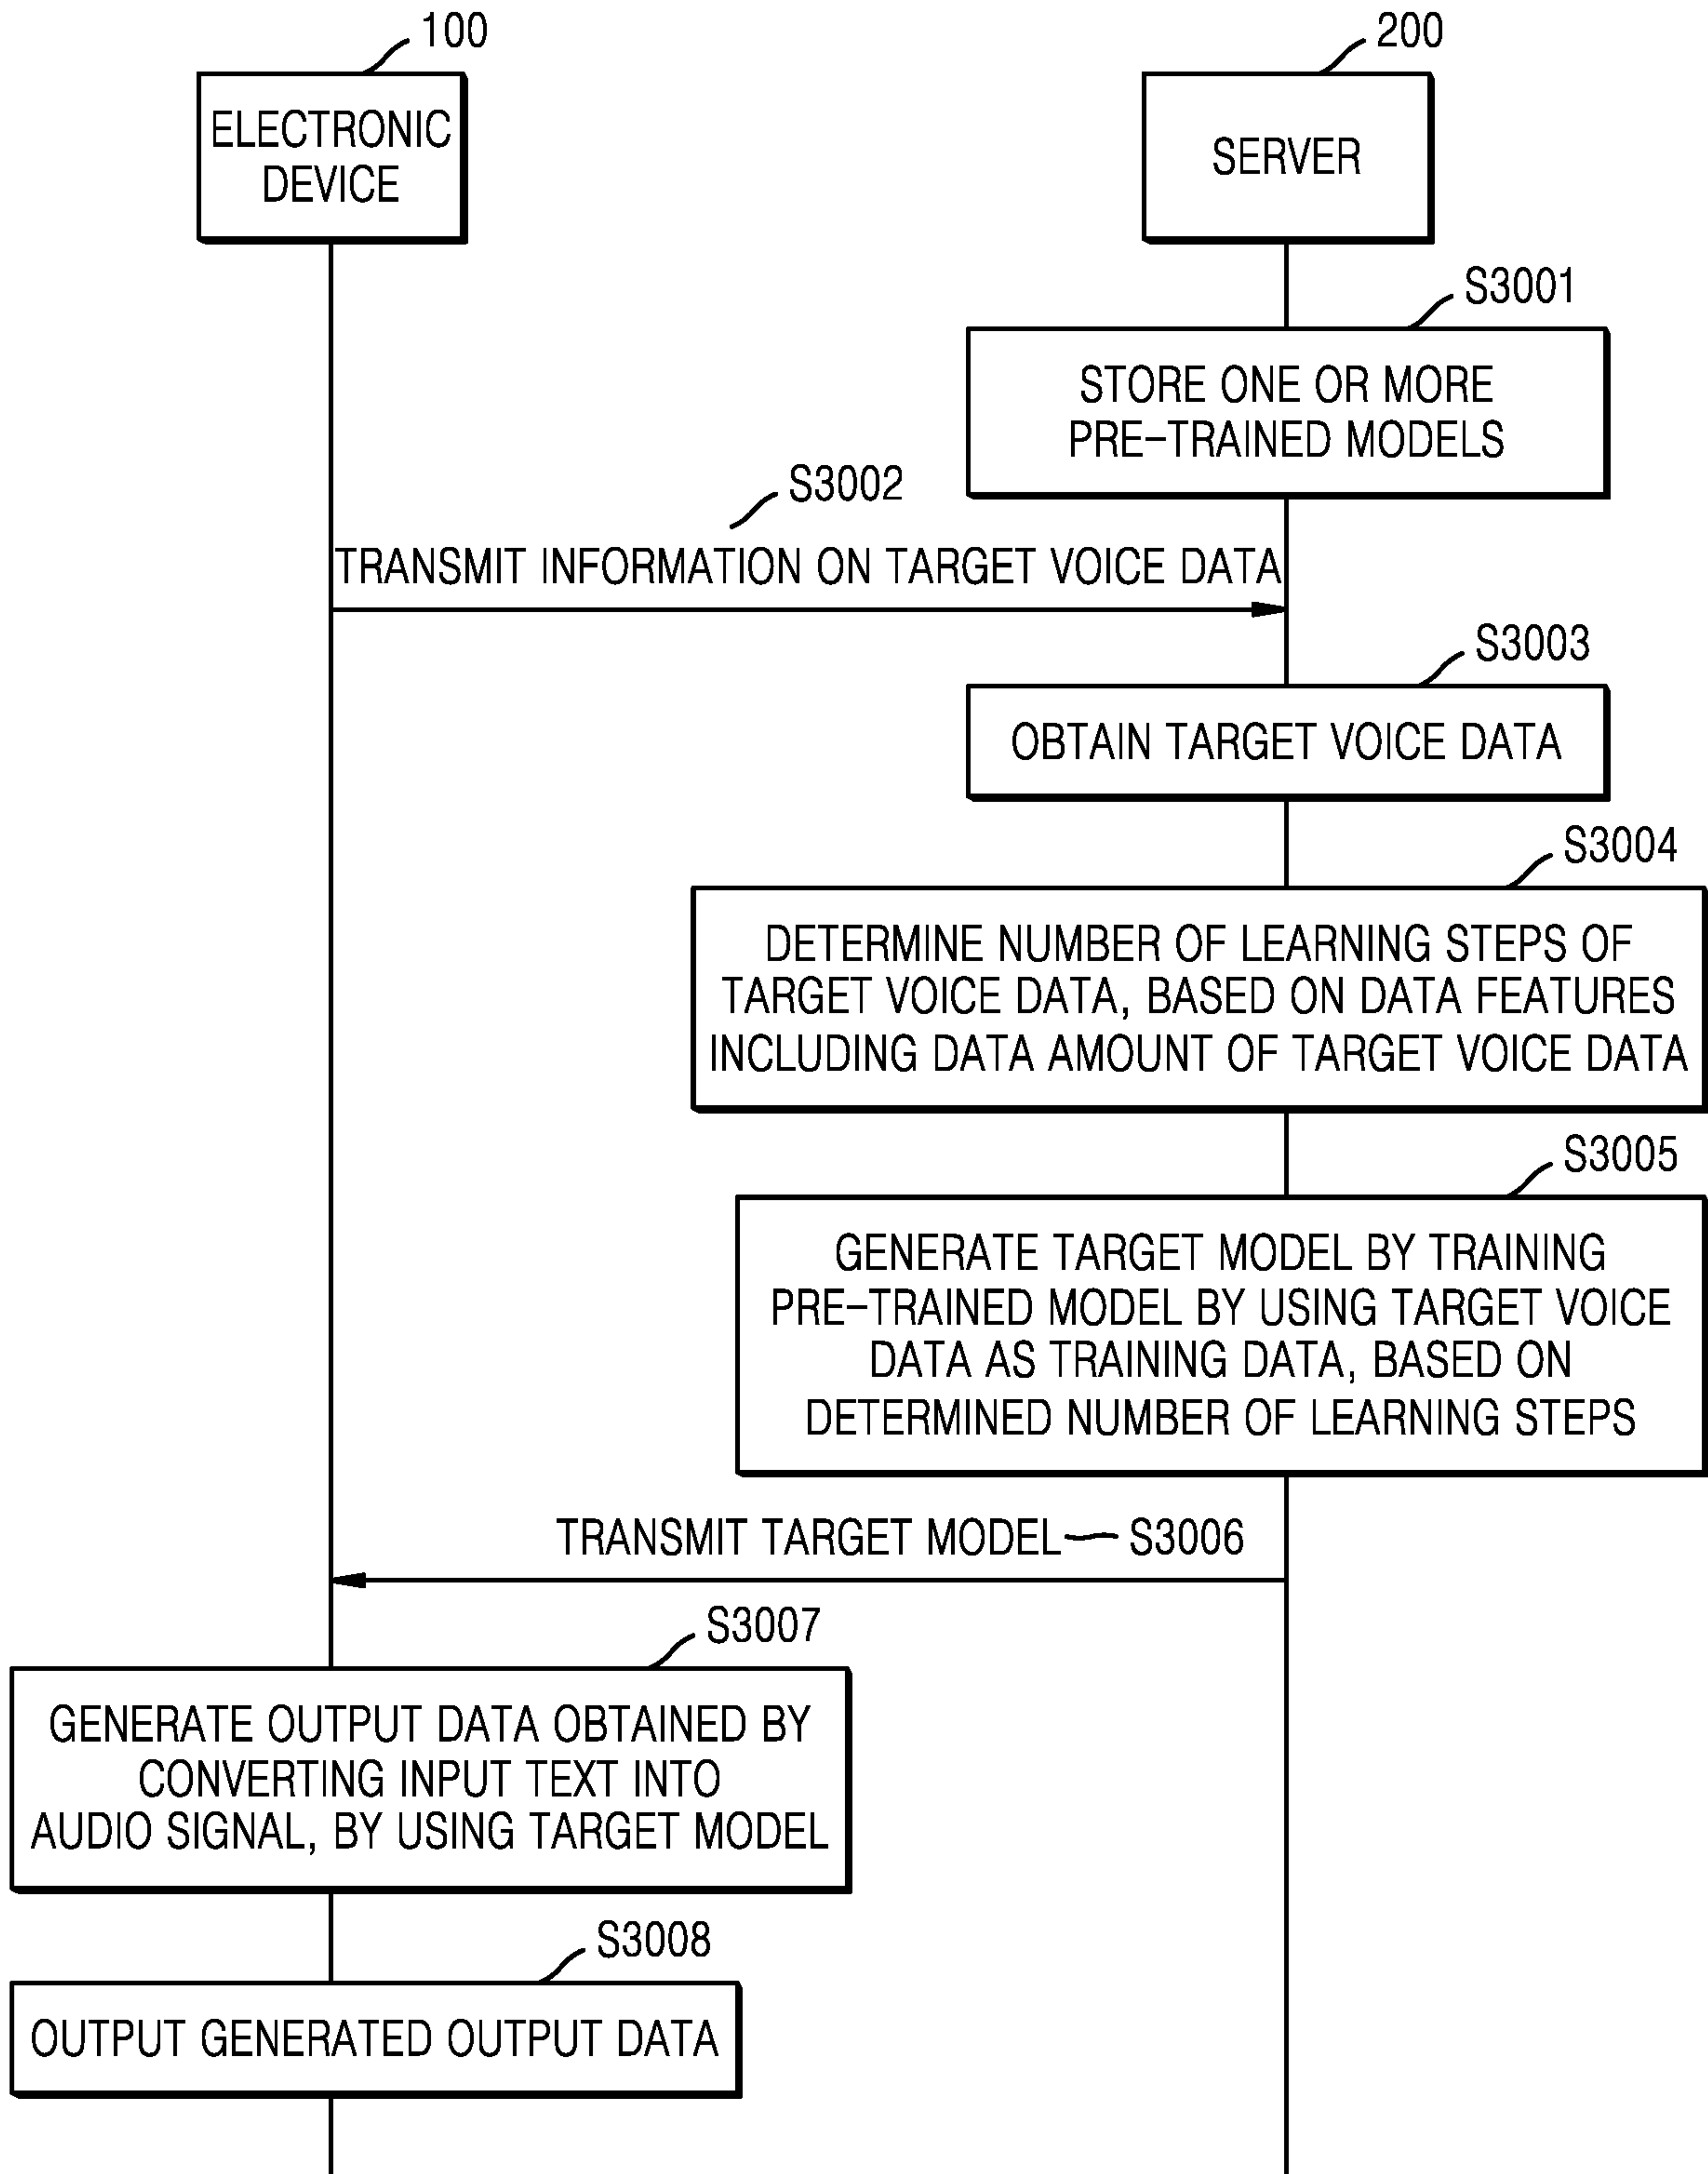 100
ELECTRONIC
DEVICE
200
SERVER
S3001
STORE ONE OR MORE
PRE-TRAINED MODELS
S3002
TRANSMIT INFORMATION ON TARGET VOICE DATA
S3003
OBTAIN TARGET VOICE DATA
S3004
DETERMINE NUMBER OF LEARNING STEPS OF
TARGET VOICE DATA, BASED ON DATA FEATURES
INCLUDING DATA AMOUNT OF TARGET VOICE DATA
S3005
GENERATE TARGET MODEL BY TRAINING
PRE-TRAINED MODEL BY USING TARGET VOICE
DATA AS TRAINING DATA, BASED ON
DETERMINED NUMBER OF LEARNING STEPS
TRANSMIT TARGET MODEL S3006
S3007
GENERATE OUTPUT DATA OBTAINED BY
CONVERTING INPUT TEXT INTO
AUDIO SIGNAL, BY USING TARGET MODEL
S3008
OUTPUT GENERATED OUTPUT DATA